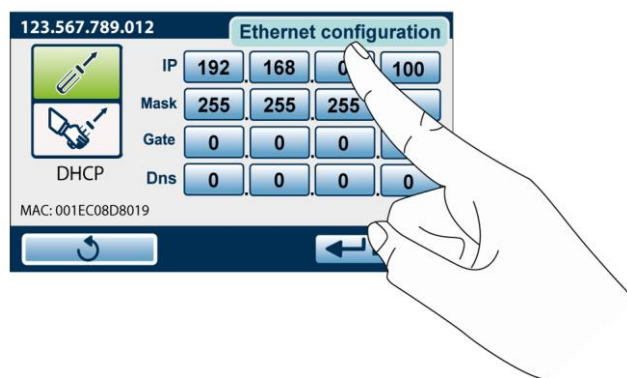 123.567.789.012
Ethernet configuration
IP 192 . 168 . 0 100
Mask 255 . 255 . 255
Gate 0 . 0 . 0
DHCP
Dns 0 . 0 . 0 . 0
MAC: 001EC08D8019